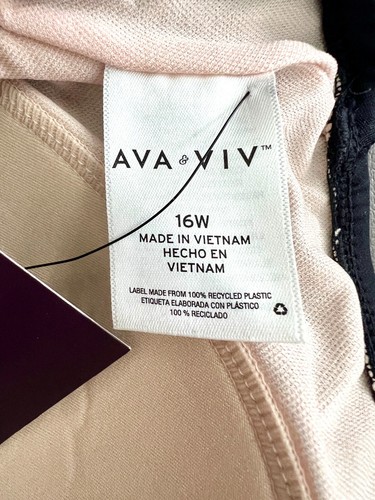 AVA & VIV™
16W
MADE IN VIETNAM
HECHO EN
VIETNAM
LABEL MADE FROM 100% RECYCLED PLASTIC
ETIQUETA ELABORADA CON PLÁSTICO
100 % RECICLADO